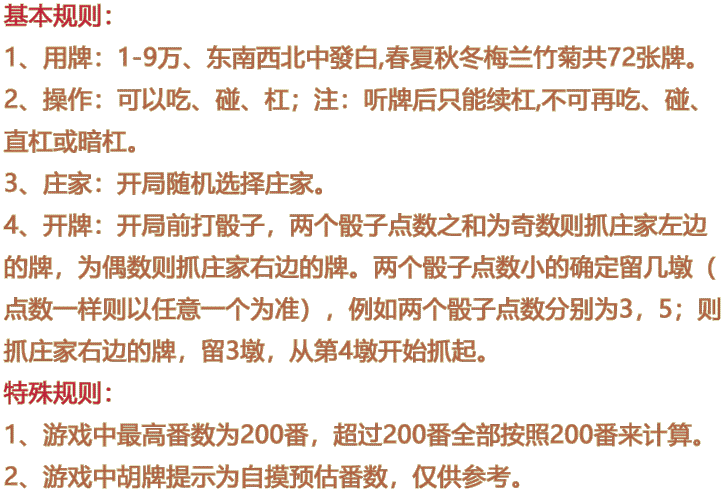 基本规则：
1、用牌：1-9万、东南西北中發白,春夏秋冬梅兰竹菊共72张牌。
2、操作：可以吃、碰、杠；注：听牌后只能续杠,不可再吃、碰、
直杠或暗杠。
3、庄家：开局随机选择庄家。
4、开牌：开局前打骰子，两个骰子点数之和为奇数则抓庄家左边
的牌，为偶数则抓庄家右边的牌。两个骰子点数小的确定留几墩（
点数一样则以任意一个为准），例如两个骰子点数分别为3，5；则
抓庄家右边的牌，留3墩，从第4墩开始抓起。
特殊规则：
1、游戏中最高番数为200番，超过200番全部按照200番来计算。
2、游戏中胡牌提示为自摸预估番数，仅供参考。